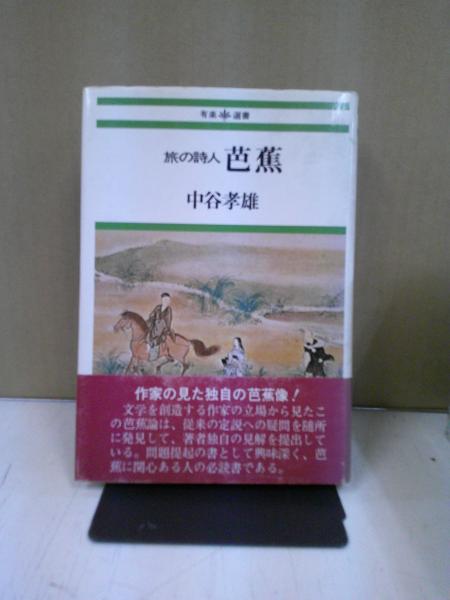 有楽選書
旅の詩人 芭蕉
中谷孝雄
作家の見た独自の芭蕉像!
文学を創造する作家の立場から見たこ
の芭蕉論は、従来の定説への疑問を随所
に発見して、著者独自の見解を提出して
いる。問題提起の書として興味深く、芭
蕉に関心ある人の必読書である。